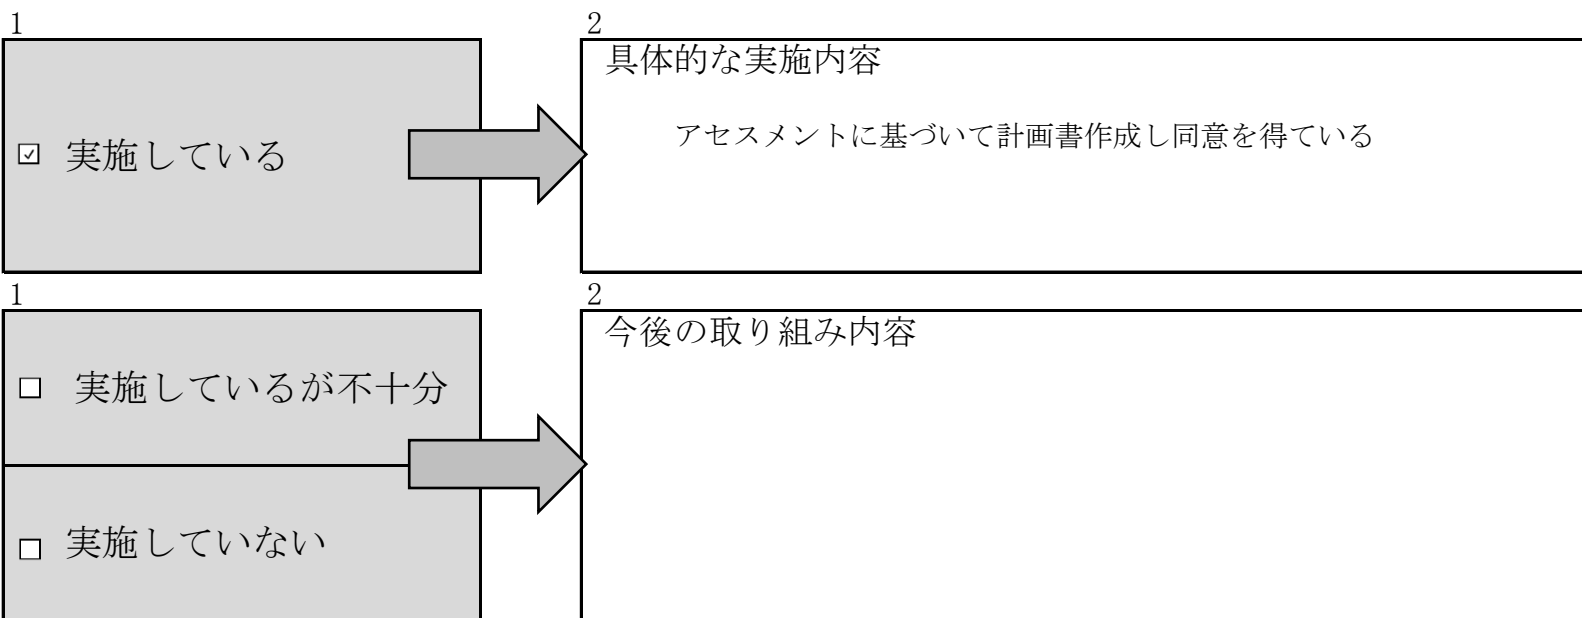 1
2
☑ 実施している
具体的な実施内容
アセスメントに基づいて計画書作成し同意を得ている
1
2
□ 実施しているが不十分
□ 実施していない
今後の取り組み内容